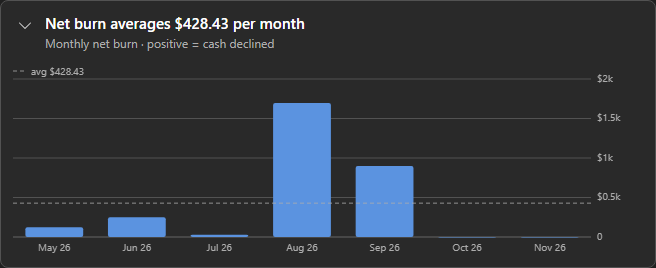 Net burn averages $428.43 per month
Monthly net burn · positive = cash declined
avg $428.43
$2k
$1.5k
$1k
$0.5k
0
May 26 Jun 26 Jul 26 Aug 26 Sep 26 Oct 26 Nov 26